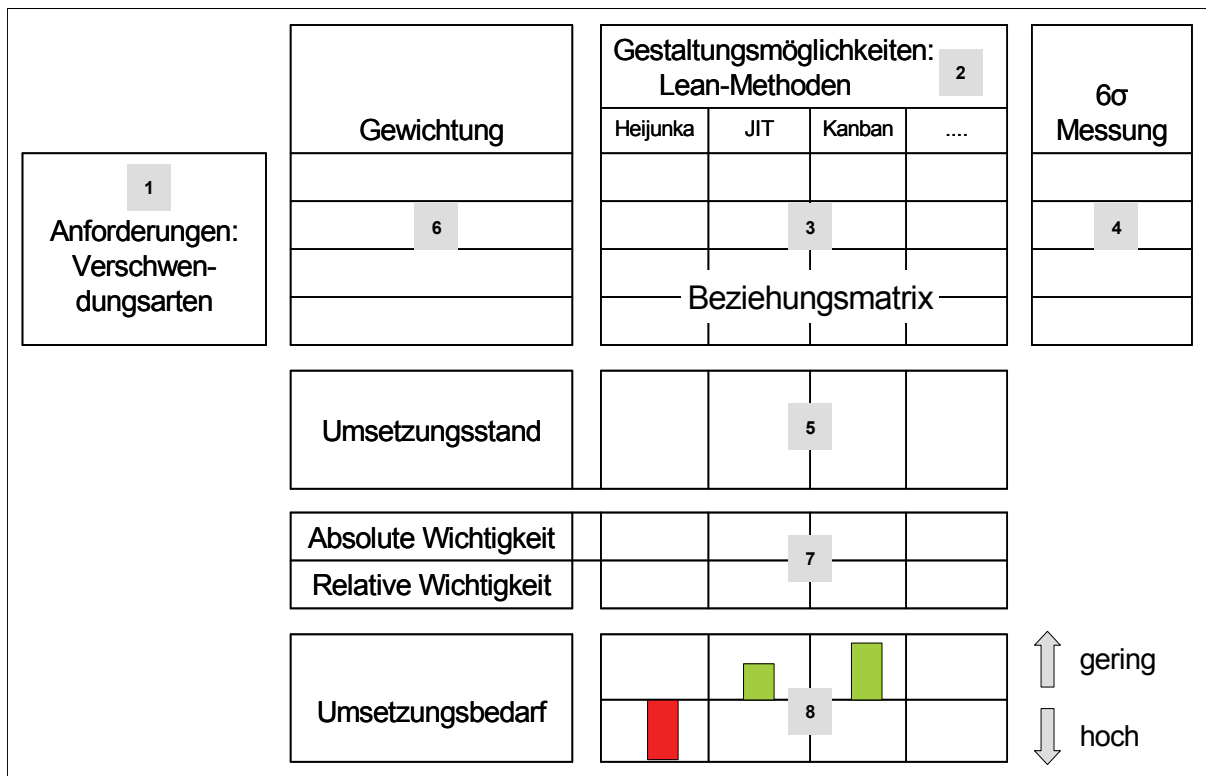 Gestaltungsmöglichkeiten:
Lean-Methoden
2
Gewichtung
Heijunka
JIT
Kanban
....
6σ
Messung
1
Anforderungen:
Verschwen-
dungsarten
6
3
4
Beziehungsmatrix
Umsetzungsstand
5
Absolute Wichtigkeit
Relative Wichtigkeit
7
Umsetzungsbedarf
8
gering
hoch